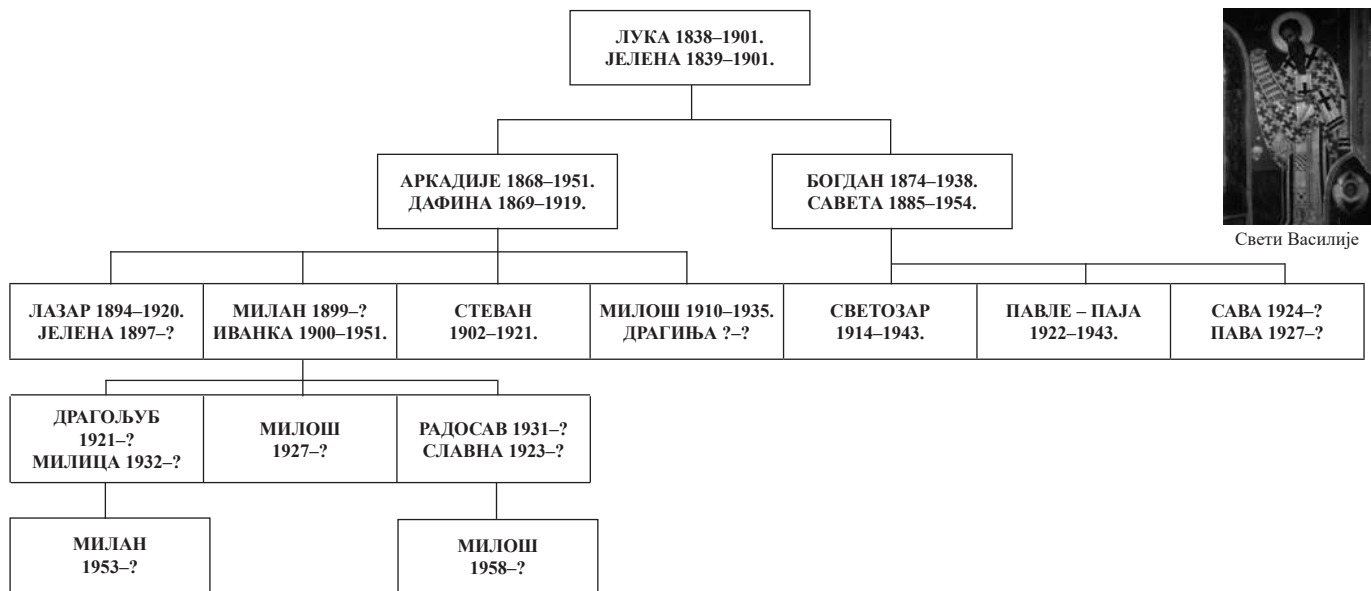 ЛУКА 1838–1901.
ЈЕЛЕНА 1839–1901.
АРКАДИЈЕ 1868–1951.
ДАФИНА 1869–1919.
БОГДАН 1874–1938.
САВЕТА 1885–1954.
Свети Василије
ЛАЗАР 1894–1920.
ЈЕЛЕНА 1897–?
МИЛАН 1899–?
ИВАНКА 1900–1951.
СТЕВАН
1902–1921.
МИЛОШ 1910–1935.
ДРАГИЊА ?–?
СВЕТОЗАР
1914–1943.
ПАВЛЕ – ПАЈА
1922–1943.
САВА 1924–?
ПАВА 1927–?
ДРАГОЉУБ
1921–?
МИЛИЦА 1932–?
МИЛОШ
1927–?
РАДОСАВ 1931–?
СЛАВНА 1923–?
МИЛАН
1953–?
МИЛОШ
1958–?